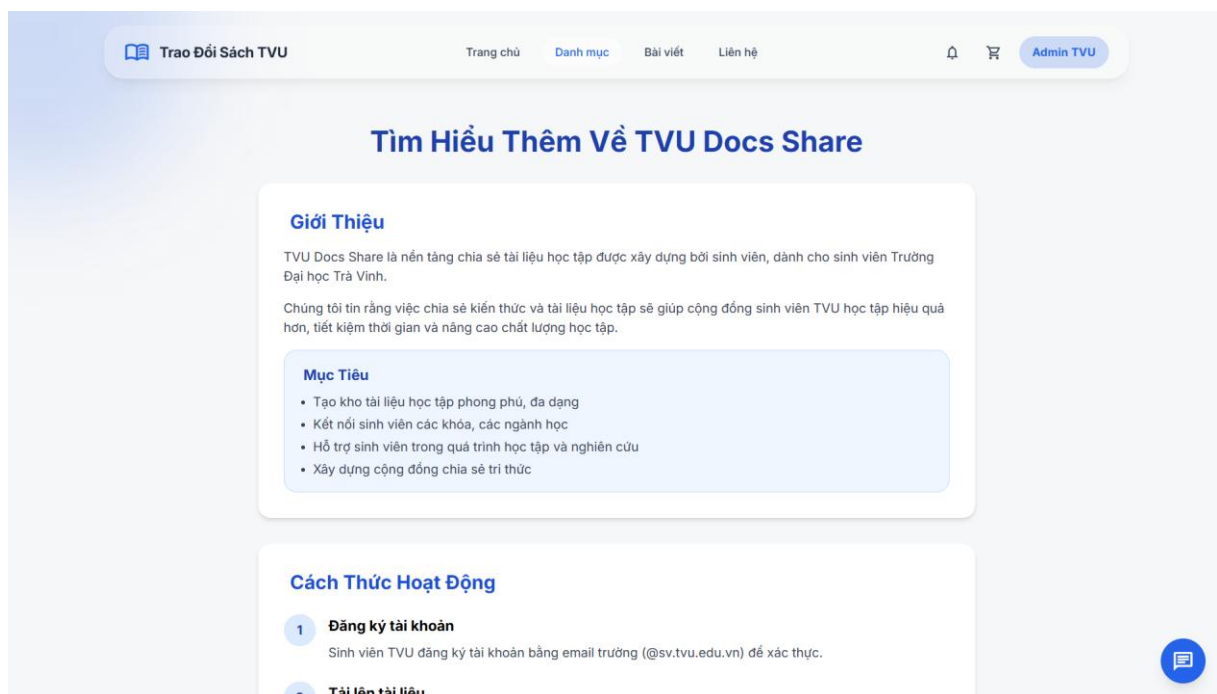 Trao Đổi Sách TVU
Trang chủ
Danh mục
Bài viết
Liên hệ
Admin TVU
Tìm Hiểu Thêm Về TVU Docs Share
Giới Thiệu
TVU Docs Share là nền tảng chia sẻ tài liệu học tập được xây dựng bởi sinh viên, dành cho sinh viên Trường
Đại học Trà Vinh.
Chúng tôi tin rằng việc chia sẻ kiến thức và tài liệu học tập sẽ giúp cộng đồng sinh viên TVU học tập hiệu quả
hơn, tiết kiệm thời gian và nâng cao chất lượng học tập.
Mục Tiêu
• Tạo kho tài liệu học tập phong phú, đa dạng
• Kết nối sinh viên các khóa, các ngành học
• Hỗ trợ sinh viên trong quá trình học tập và nghiên cứu
• Xây dựng cộng đồng chia sẻ tri thức
Cách Thức Hoạt Động
1 Đăng ký tài khoản
Sinh viên TVU đăng ký tài khoản bằng email trường (@sv.tvu.edu.vn) để xác thực.
Tải lên tài liệu